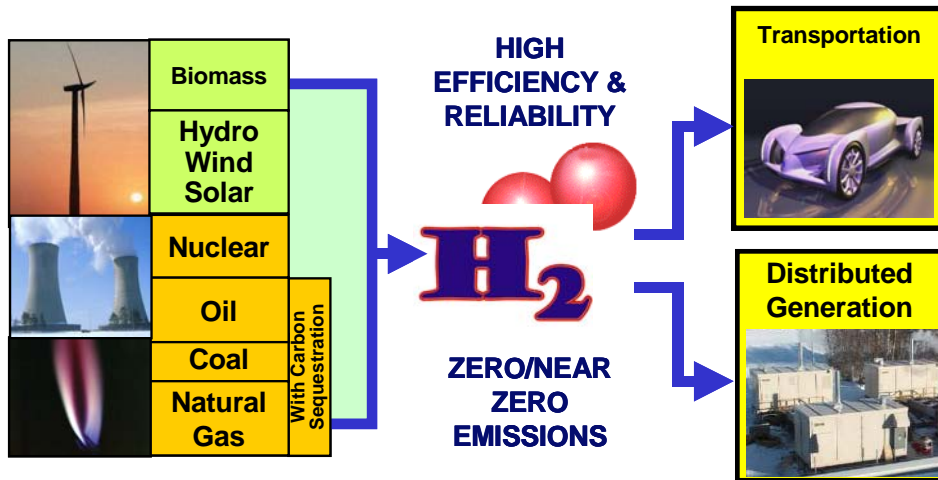 Biomass
Hydro
Wind
Solar
Nuclear
Oil
Coal
Natural
Gas
With Carbon
Sequestration
HIGH
EFFICIENCY &
RELIABILITY
H2
ZERO/NEAR
ZERO
EMISSIONS
Transportation
Distributed
Generation